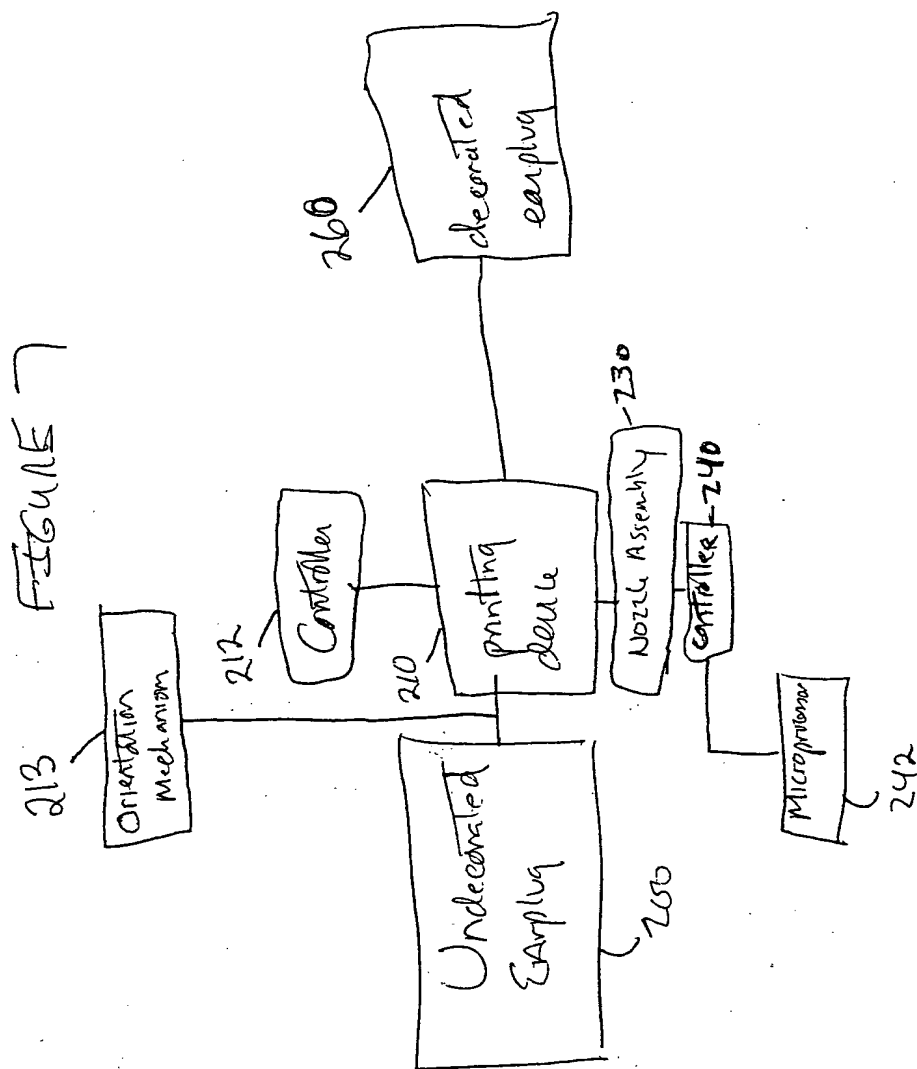 FIGURE 7
213
Orientation
Mechanism
212
Controller
210
printing
device
260
decorated
earplug
Undecorated
EArplug
200
Nozzle Assembly
230
controller
240
Microprocessor
242